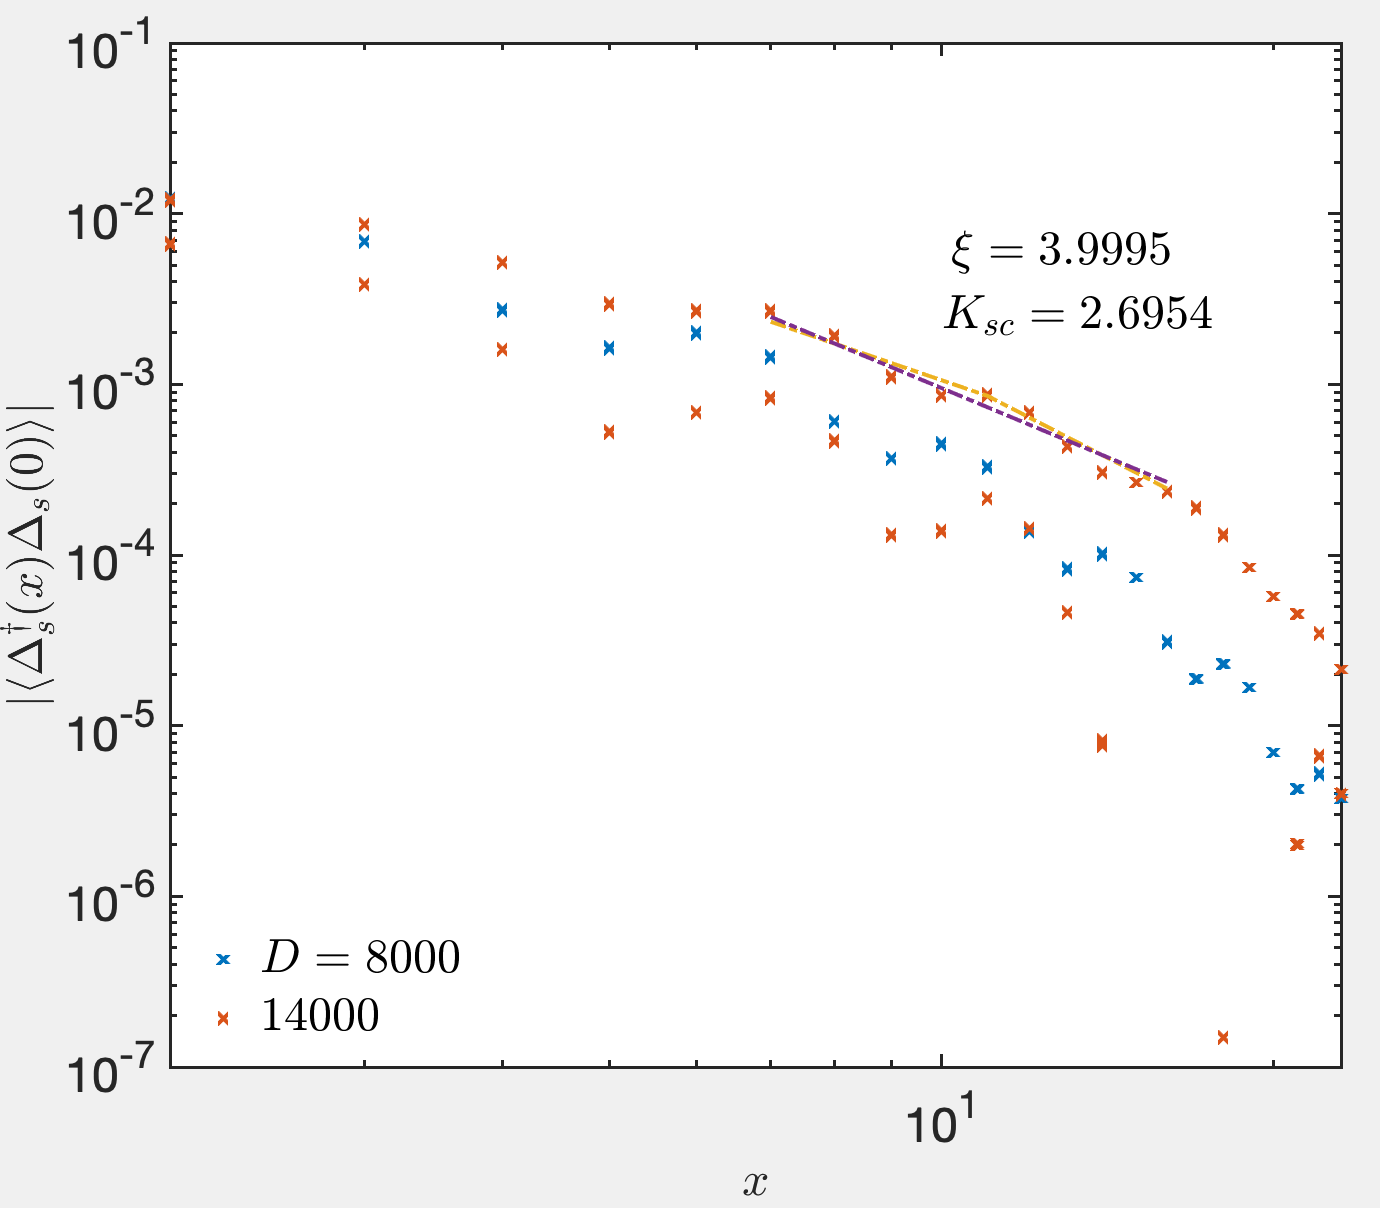 10^-1
10^-2
10^-3
10^-4
10^-5
10^-6
10^-7
|⟨Δ_s^†(x)Δ_s(0)⟩|
ξ = 3.9995
K_sc = 2.6954
D = 8000
14000
10^1
x